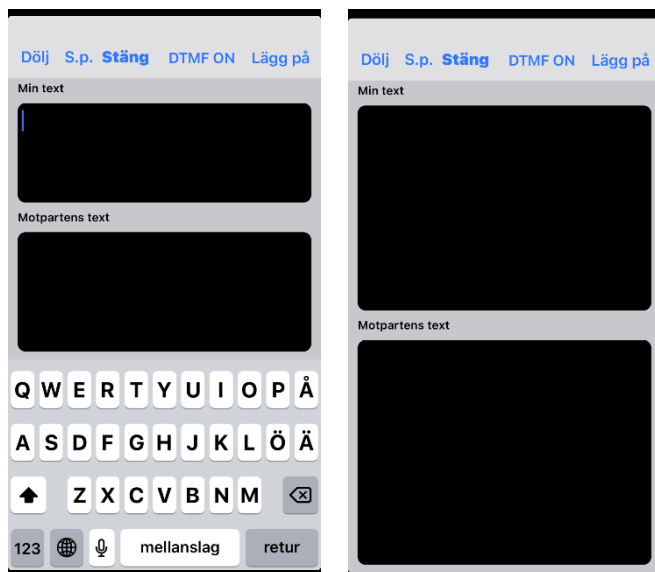 Dölj S.p. Stäng DTMF ON Lägg på
Min text
Motpartens text
Q W E R T Y U I O P Å
A S D F G H J K L Ö Ä
Z X C V B N M
123 mellanslag retur
Dölj S.p. Stäng DTMF ON Lägg på
Min text
Motpartens text